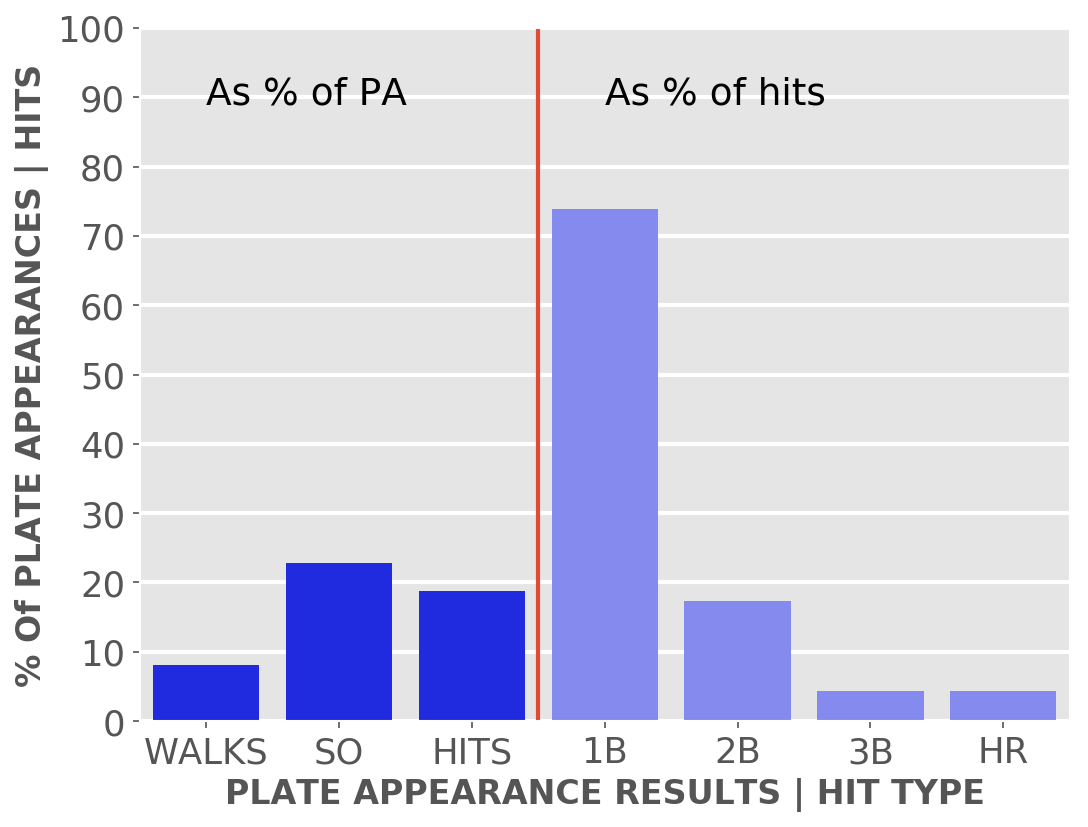 % Of PLATE APPEARANCES | HITS
100
90
80
70
60
50
40
30
20
10
0
As % of PA
As % of hits
WALKS SO HITS 1B 2B 3B HR
PLATE APPEARANCE RESULTS | HIT TYPE